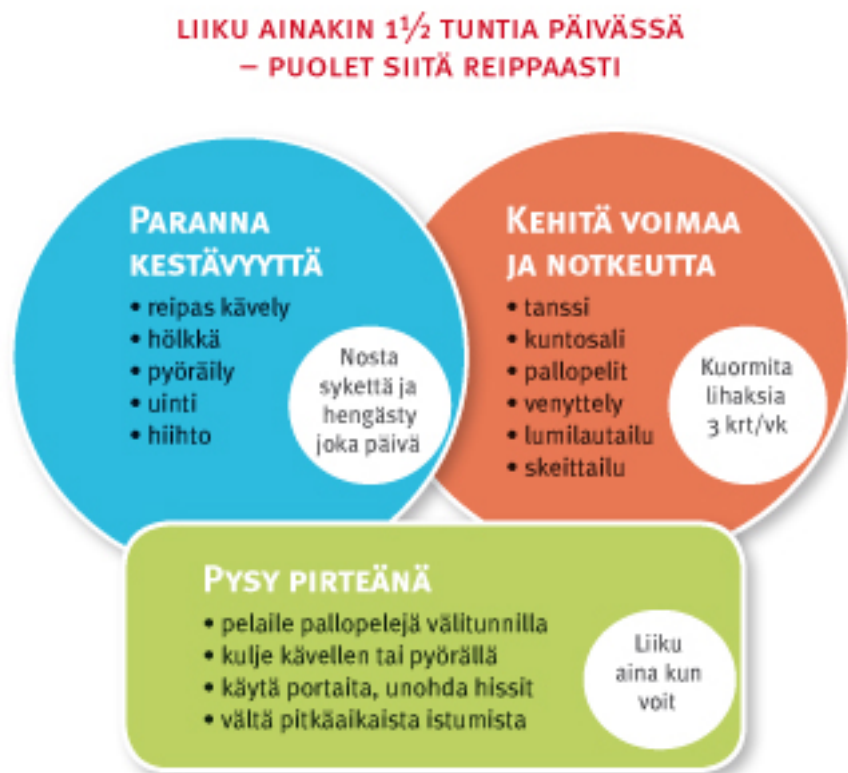 LIIKU AINAKIN 1½ TUNTIA PÄIVÄSSÄ
– PUOLET SIITÄ REIPPAASTI
PARANNA
KESTÄVYYTTÄ
• reipas kävely
• hölkkä
• pyöräily
• uinti
• hiihto
Nosta
sykettä ja
hengästy
joka päivä
KEHITÄ VOIMAA
JA NOTKEUTTA
• tanssi
• kuntosali
• pallopelit
• venyttely
• lumilautailu
• skeittailu
Kuormita
lihaksia
3 krt/vk
PYSY PIRTEÄNÄ
• pelaile pallopelejä välitunnilla
• kulje kävellen tai pyörällä
• käytä portaita, unohda hissit
• vältä pitkäaikaista istumista
Liiku
aina kun
voit